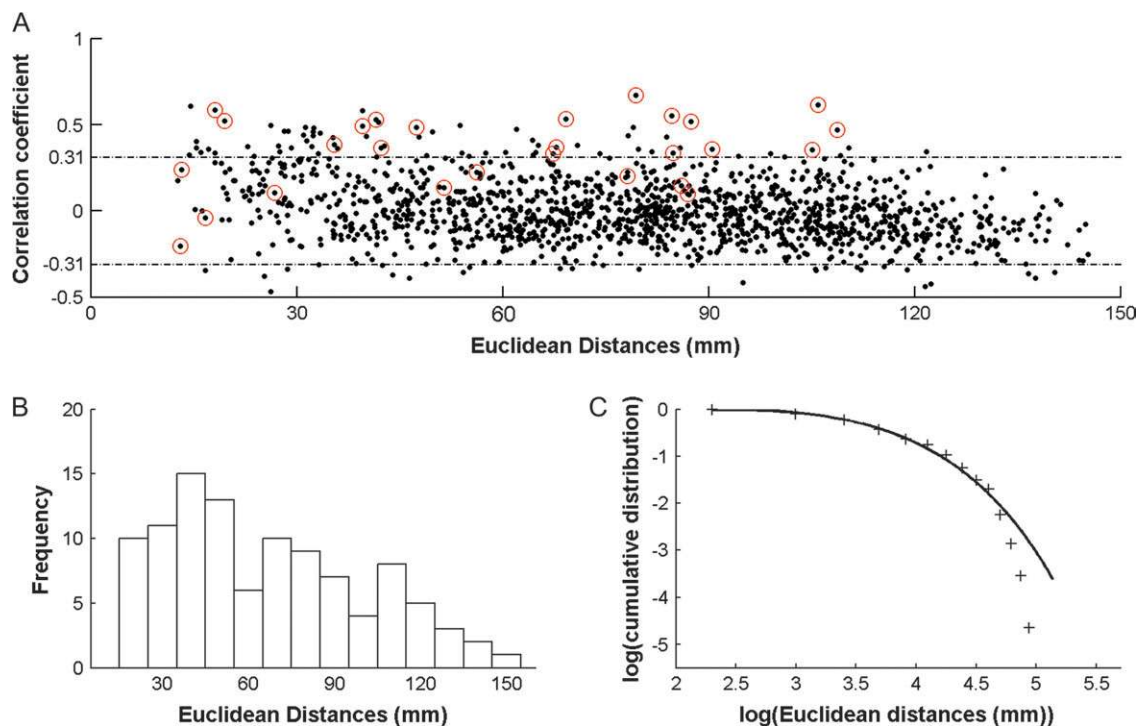 A
Correlation coefficient
1
0.5
0.31
0
-0.31
-0.5
0 30 60 90 120 150
Euclidean Distances (mm)
B
Frequency
20
15
10
5
0
30 60 90 120 150
Euclidean Distances (mm)
C
log(cumulative distribution)
0
-1
-2
-3
-4
-5
2 2.5 3 3.5 4 4.5 5 5.5
log(Euclidean distances (mm))